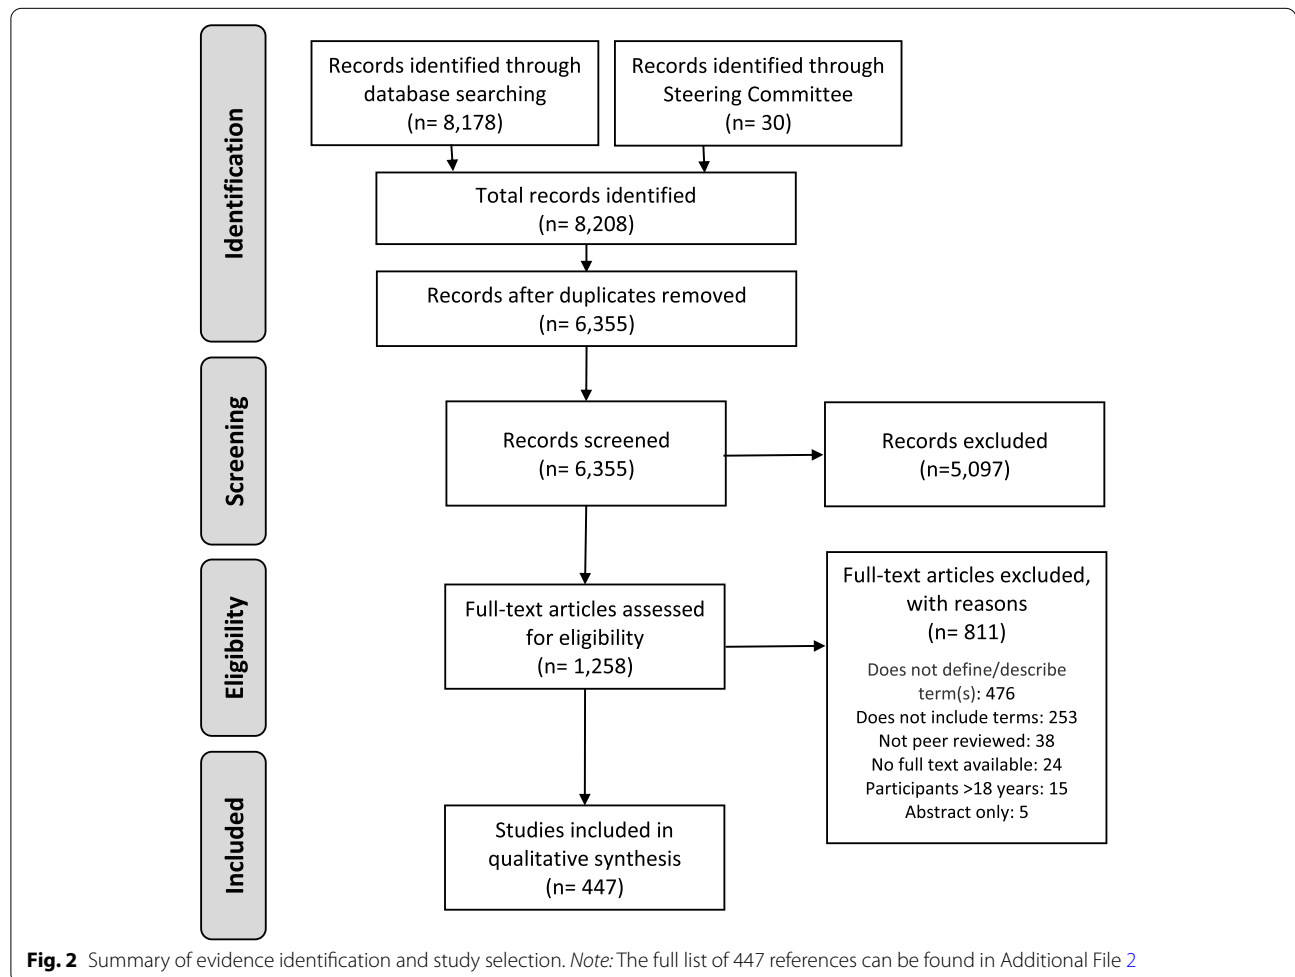 Identification
Records identified through
database searching
(n= 8,178)
Records identified through
Steering Committee
(n= 30)
Total records identified
(n= 8,208)
Records after duplicates removed
(n= 6,355)
Screening
Records screened
(n= 6,355)
Records excluded
(n=5,097)
Eligibility
Full-text articles assessed
for eligibility
(n= 1,258)
Full-text articles excluded,
with reasons
(n= 811)
Does not define/describe
term(s): 476
Does not include terms: 253
Not peer reviewed: 38
No full text available: 24
Participants >18 years: 15
Abstract only: 5
Included
Studies included in
qualitative synthesis
(n= 447)
Fig. 2 Summary of evidence identification and study selection. Note: The full list of 447 references can be found in Additional File 2